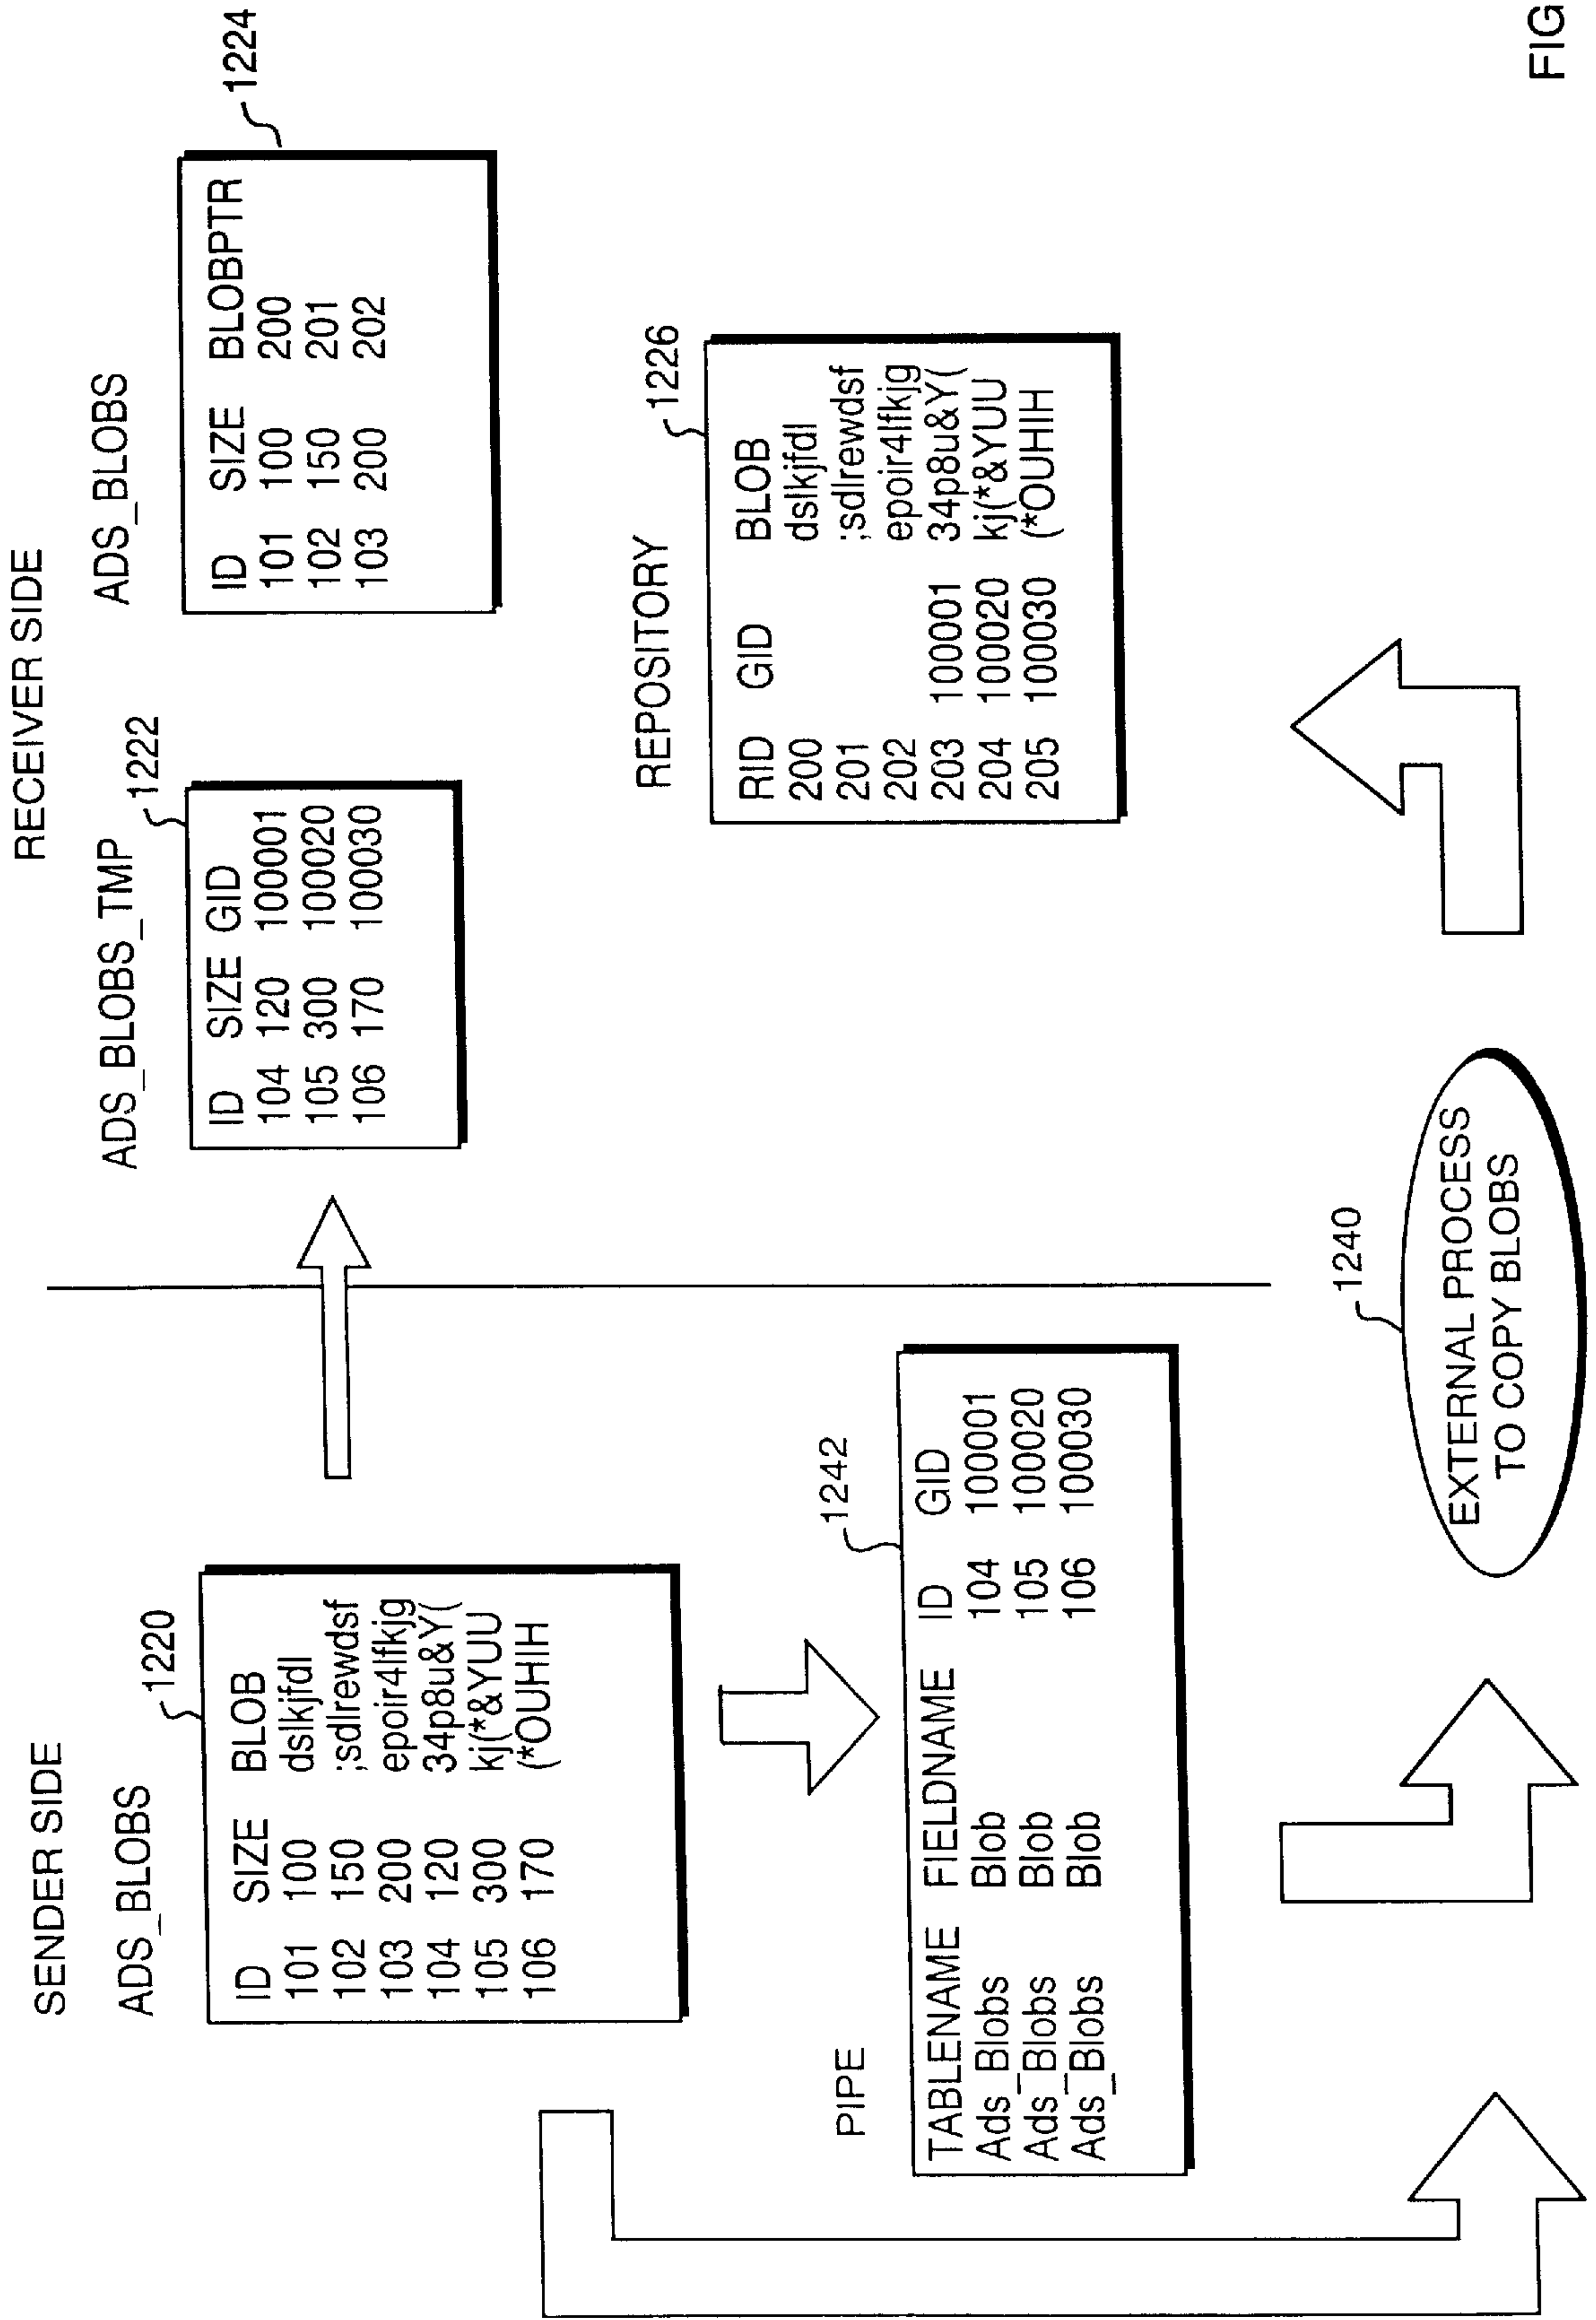 SENDER SIDE
ADS_BLOBS
1220
ID SIZE BLOB
101 100 dslkjfdl
102 150 ;sdlrewdsf
103 200 epoir4lfkjg
104 120 34p8u&Y(
105 300 kj(*&YUU
106 170 (*OUHIH
PIPE
1242
TABLENAME FIELDNAME ID GID
Ads_Blobs Blob 104 100001
Ads_Blobs Blob 105 100020
Ads_Blobs Blob 106 100030
1240
EXTERNAL PROCESS
TO COPY BLOBS
RECEIVER SIDE
ADS_BLOBS_TMP
1222
ID SIZE GID
104 120 100001
105 300 100020
106 170 100030
ADS_BLOBS
1224
ID SIZE BLOBPTR
101 100 200
102 150 201
103 200 202
REPOSITORY
1226
RID GID BLOB
200 dslkjfdl
201 ;sdlrewdsf
202 epoir4lfkjg
203 100001 34p8u&Y(
204 100020 kj(*&YUU
205 100030 (*OUHIH
FIG